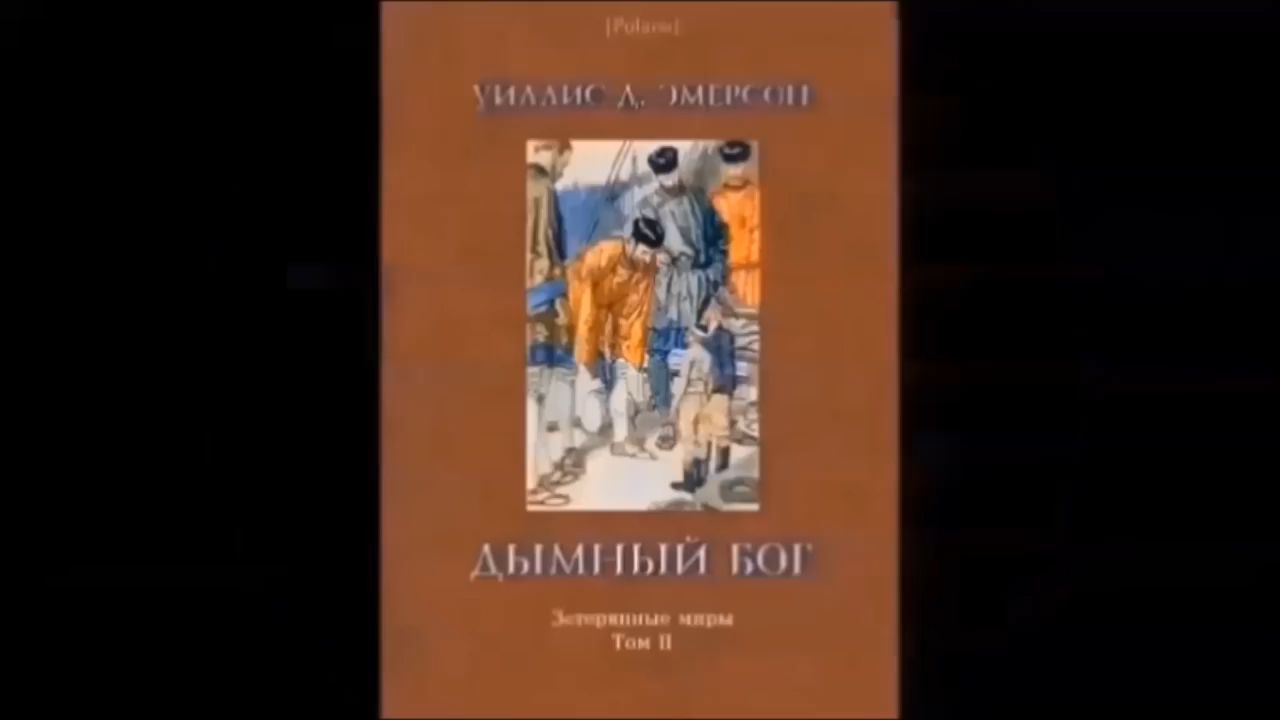 [Polaris]
УИЛЛИС Д. ЭМЕРСОН
ДЫМНЫЙ БОГ
Затерянные миры
Том II